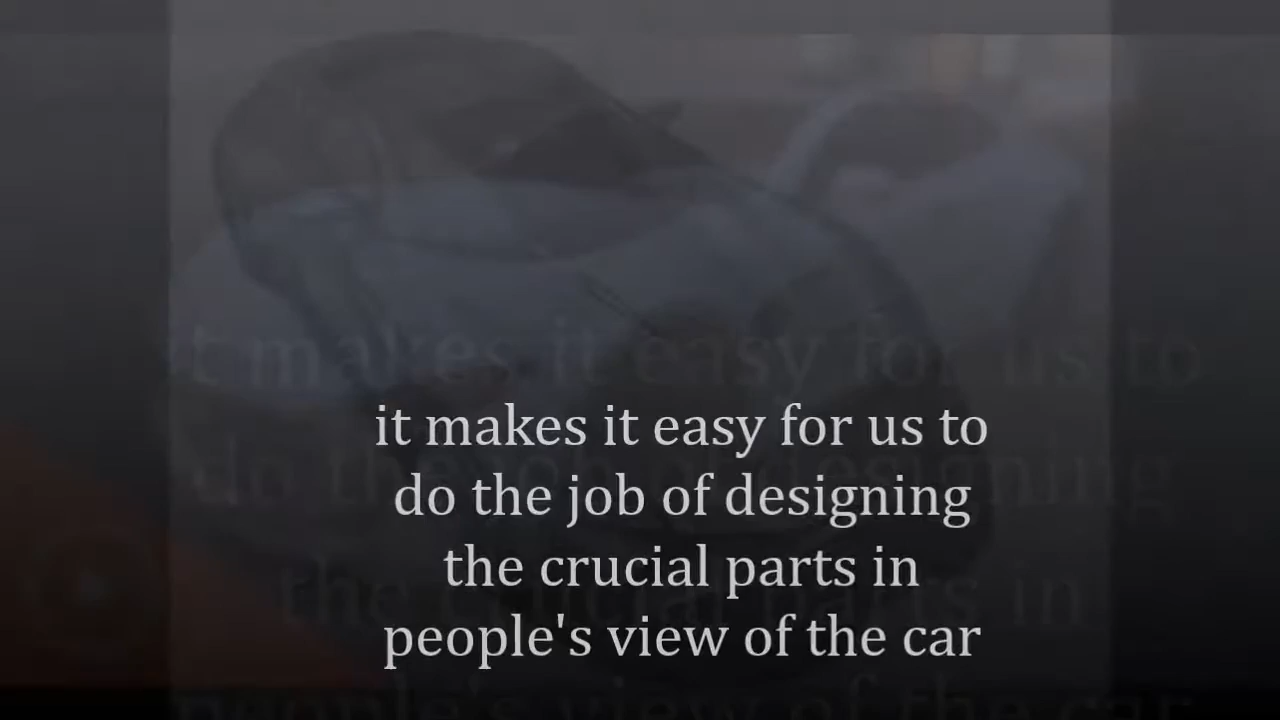 it makes it easy for us to
do the job of designing
the crucial parts in
people's view of the car